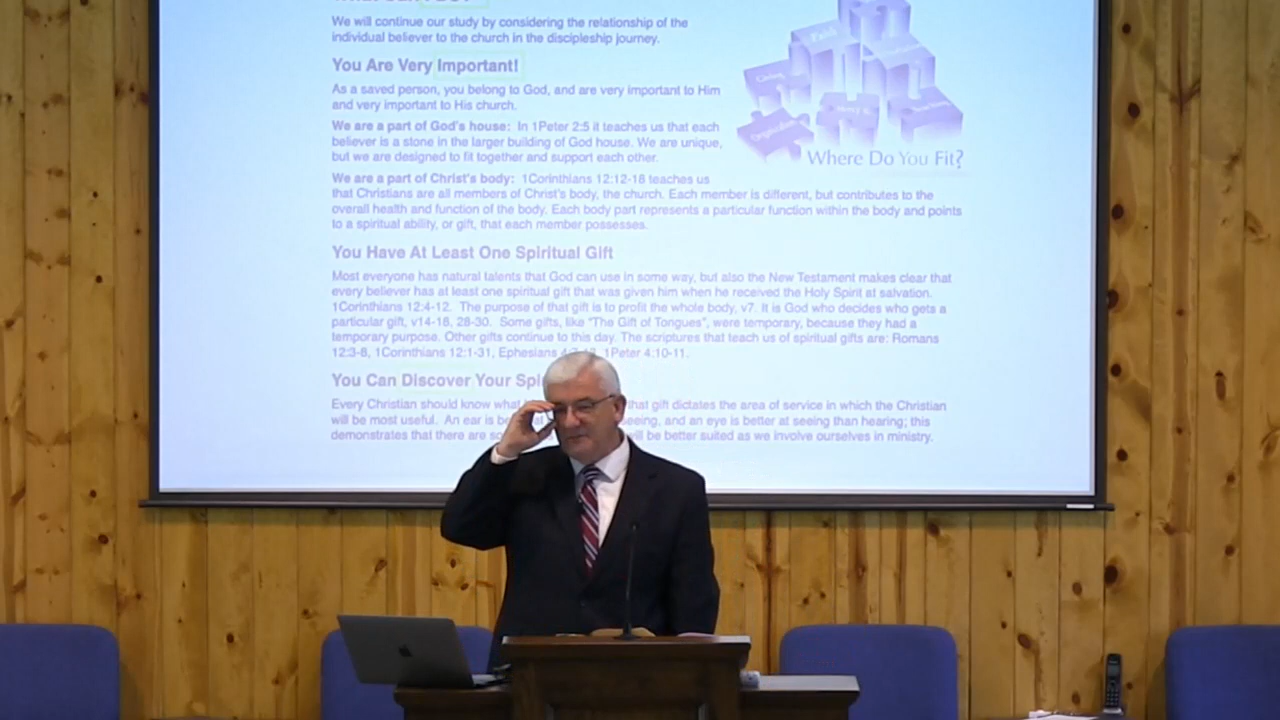 We will continue our study by considering the relationship of the
individual believer to the church in the discipleship journey.
You Are Very Important!
As a saved person, you belong to God, and are very important to Him
and very important to His church.
We are a part of God's house: In 1Peter 2:5 it teaches us that each
believer is a stone in the larger building of God house. We are unique,
but we are designed to fit together and support each other.
Where Do You Fit?
We are a part of Christ's body: 1Corinthians 12:12-18 teaches us
that Christians are all members of Christ's body, the church. Each member is different, but contributes to the
overall health and function of the body. Each body part represents a particular function within the body and points
to a spiritual ability, or gift, that each member possesses.
You Have At Least One Spiritual Gift
Most everyone has natural talents that God can use in some way, but also the New Testament makes clear that
every believer has at least one spiritual gift that was given him when he received the Holy Spirit at salvation.
1Corinthians 12:4-12. The purpose of that gift is to profit the whole body, v7. It is God who decides who gets a
particular gift, v14-18, 28-30. Some gifts, like "The Gift of Tongues", were temporary, because they had a
temporary purpose. Other gifts continue to this day. The scriptures that teach us of spiritual gifts are: Romans
12:3-8, 1Corinthians 12:1-31, Ephesians 1Peter 4:10-11.
You Can Discover Your
Every Christian should know what that gift dictates the area of service in which the Christian
will be most useful. An ear is seeing, and an eye is better at seeing than hearing; this
demonstrates that there are will be better suited as we involve ourselves in ministry.